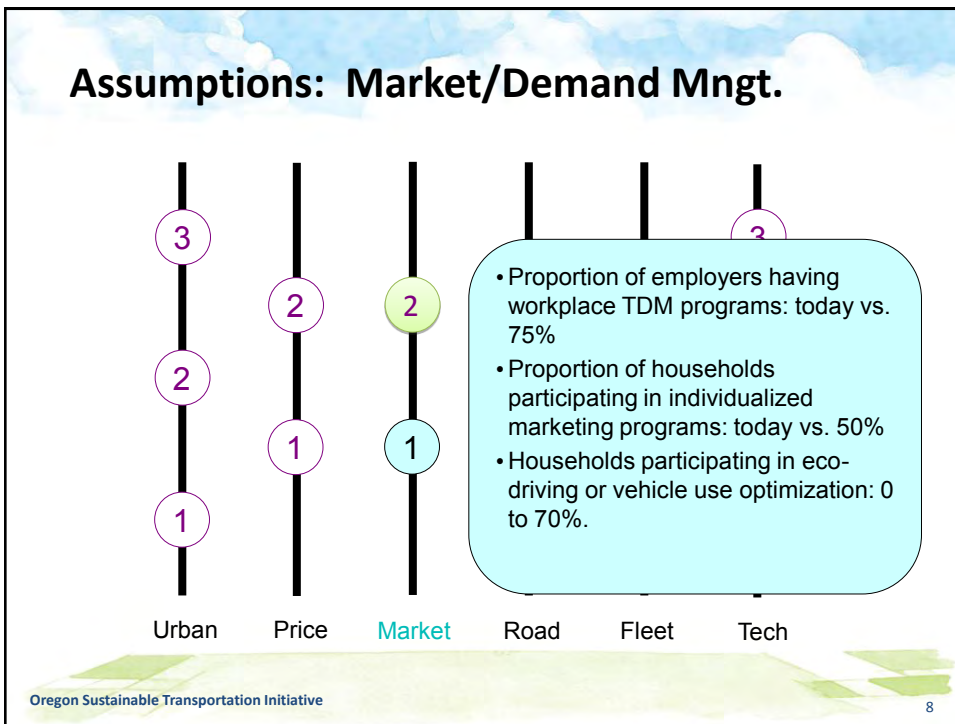 Assumptions: Market/Demand Mngt.
3
3
2
2
2
1
1
1
• Proportion of employers having
workplace TDM programs: today vs.
75%
• Proportion of households
participating in individualized
marketing programs: today vs. 50%
• Households participating in eco-
driving or vehicle use optimization: 0
to 70%.
Urban Price Market Road Fleet Tech
Oregon Sustainable Transportation Initiative
8